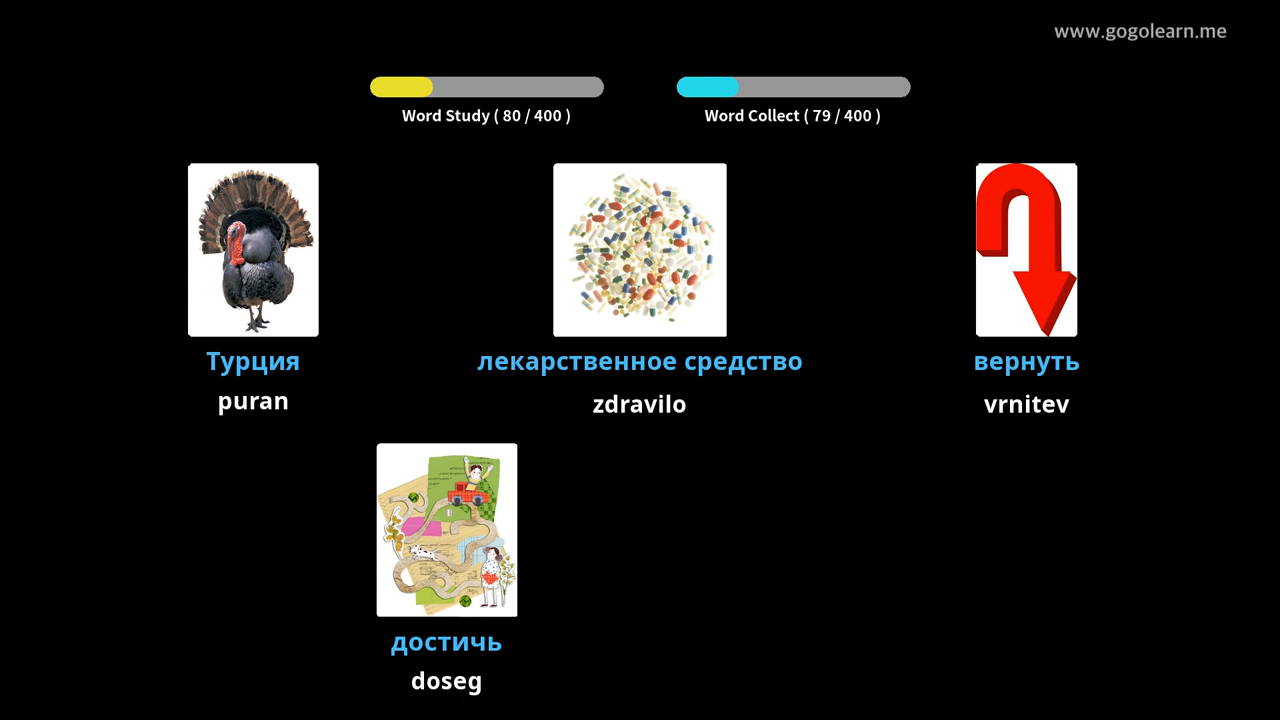 www.gogolearn.me
Word Study ( 80 / 400 )
Word Collect ( 79 / 400 )
Турция
puran
лекарственное средство
zdravilo
вернуть
vrnitev
достичь
doseg